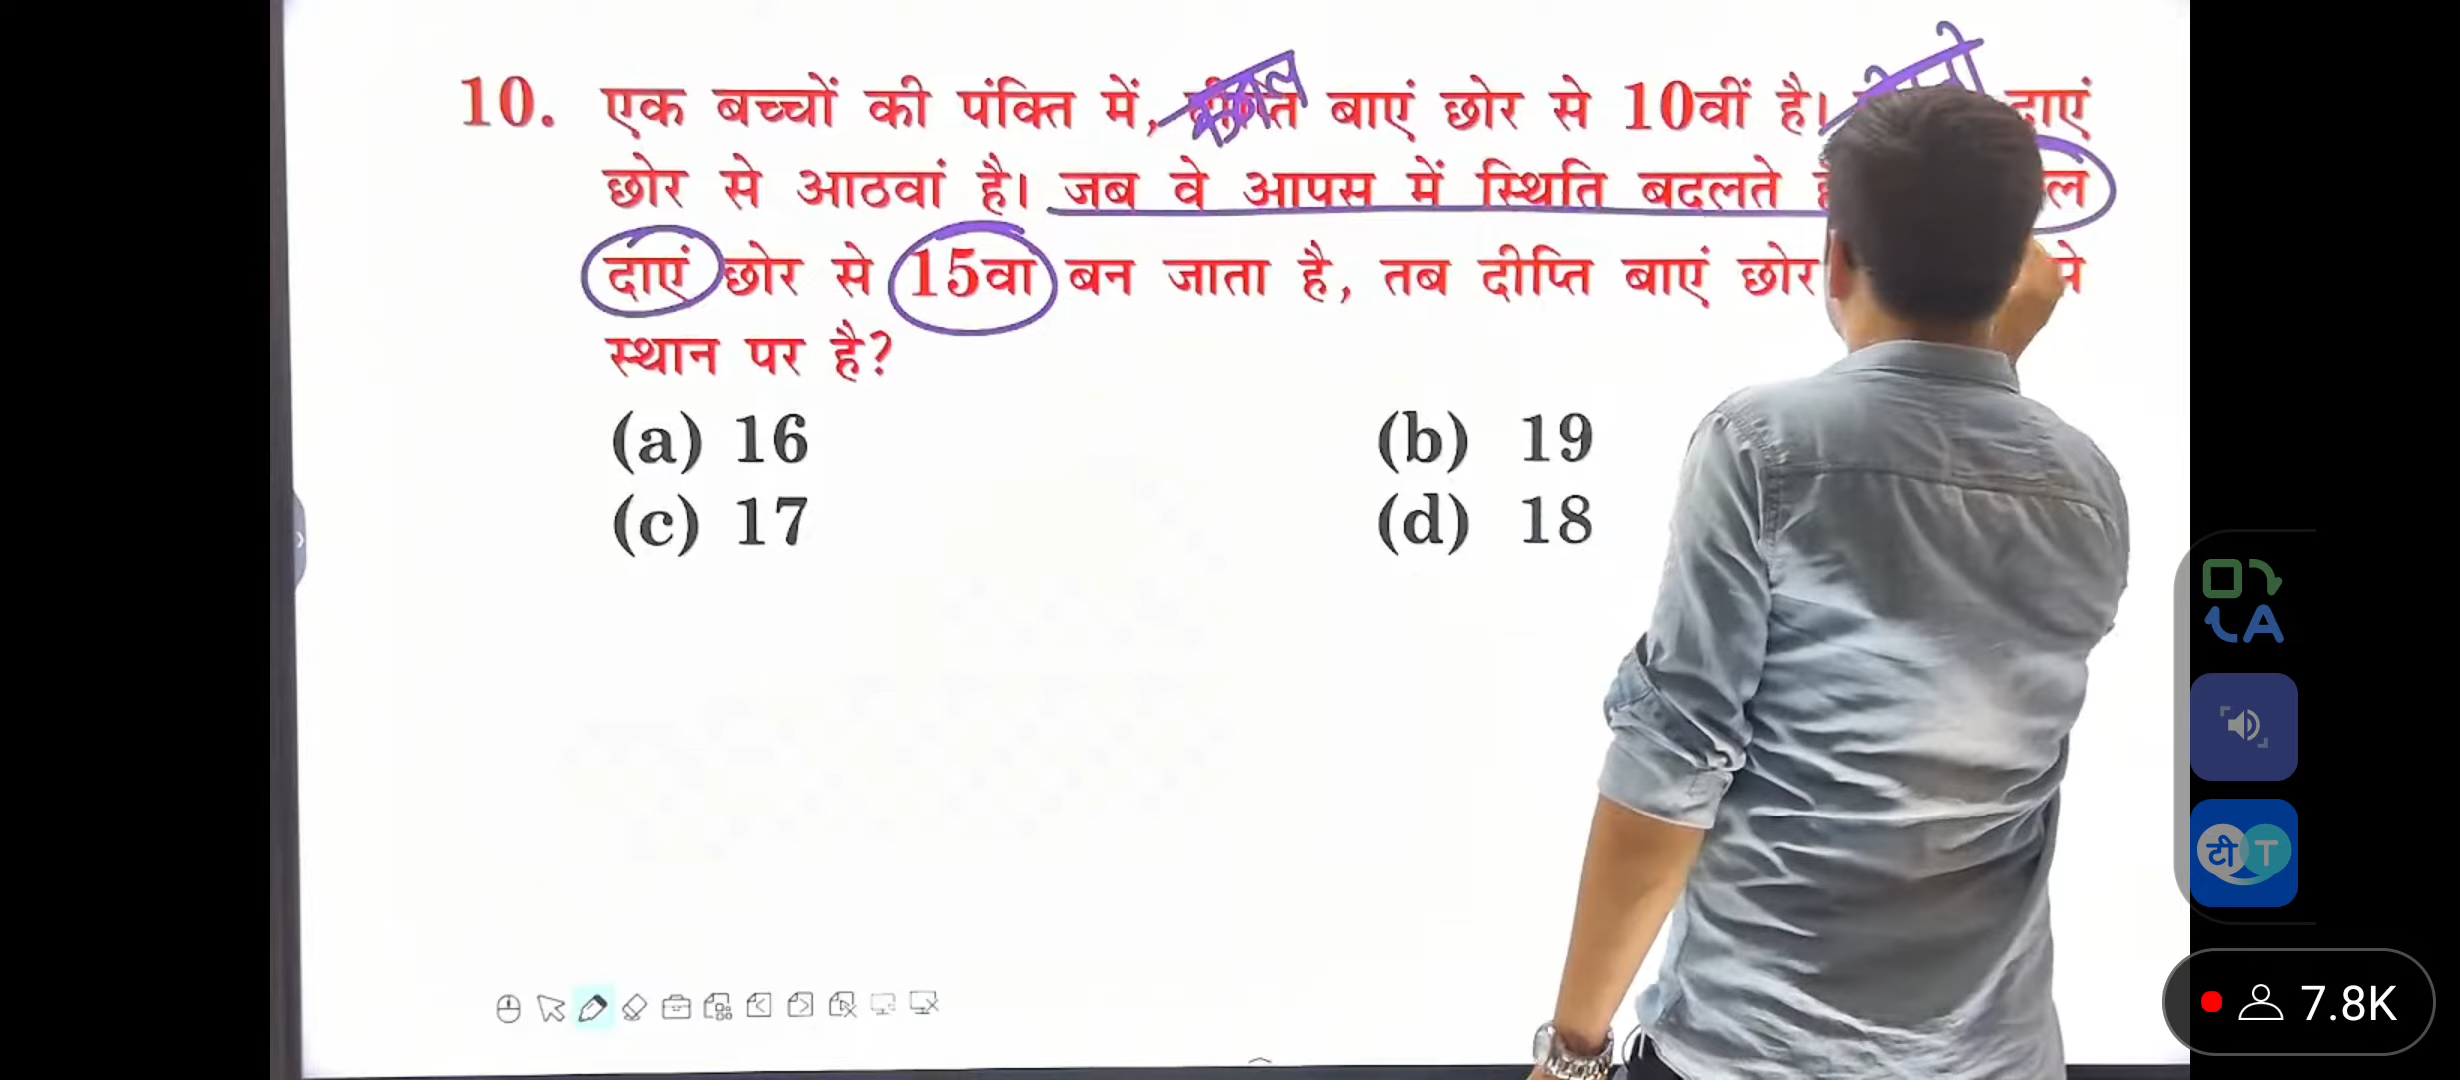 10. एक बच्चों की पंक्ति में, बाएं छोर से 10वीं है। दाएं
छोर से आठवां है। जब वे आपस में स्थिति बदलते
दाएं छोर से 15वा बन जाता है, तब दीप्ति बाएं छोर से
स्थान पर है?
(a) 16 (b) 19
(c) 17 (d) 18
A
टी T
7.8K